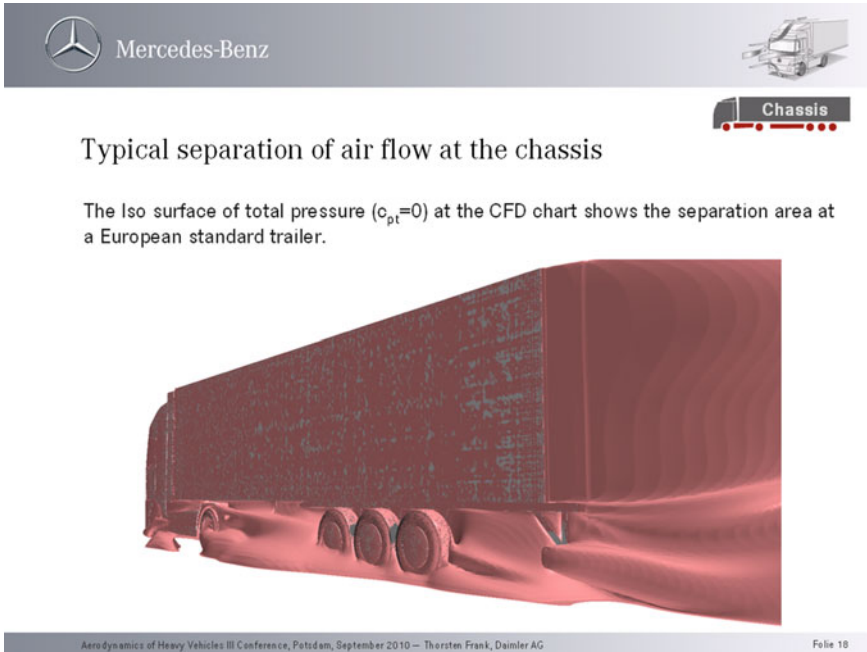 Mercedes-Benz
Chassis
Typical separation of air flow at the chassis
The Iso surface of total pressure (cpt=0) at the CFD chart shows the separation area at
a European standard trailer.
Aerodynamics of Heavy Vehicles III Conference, Potsdam, September 2010 — Thorsten Frank, Daimler AG
Folie 18